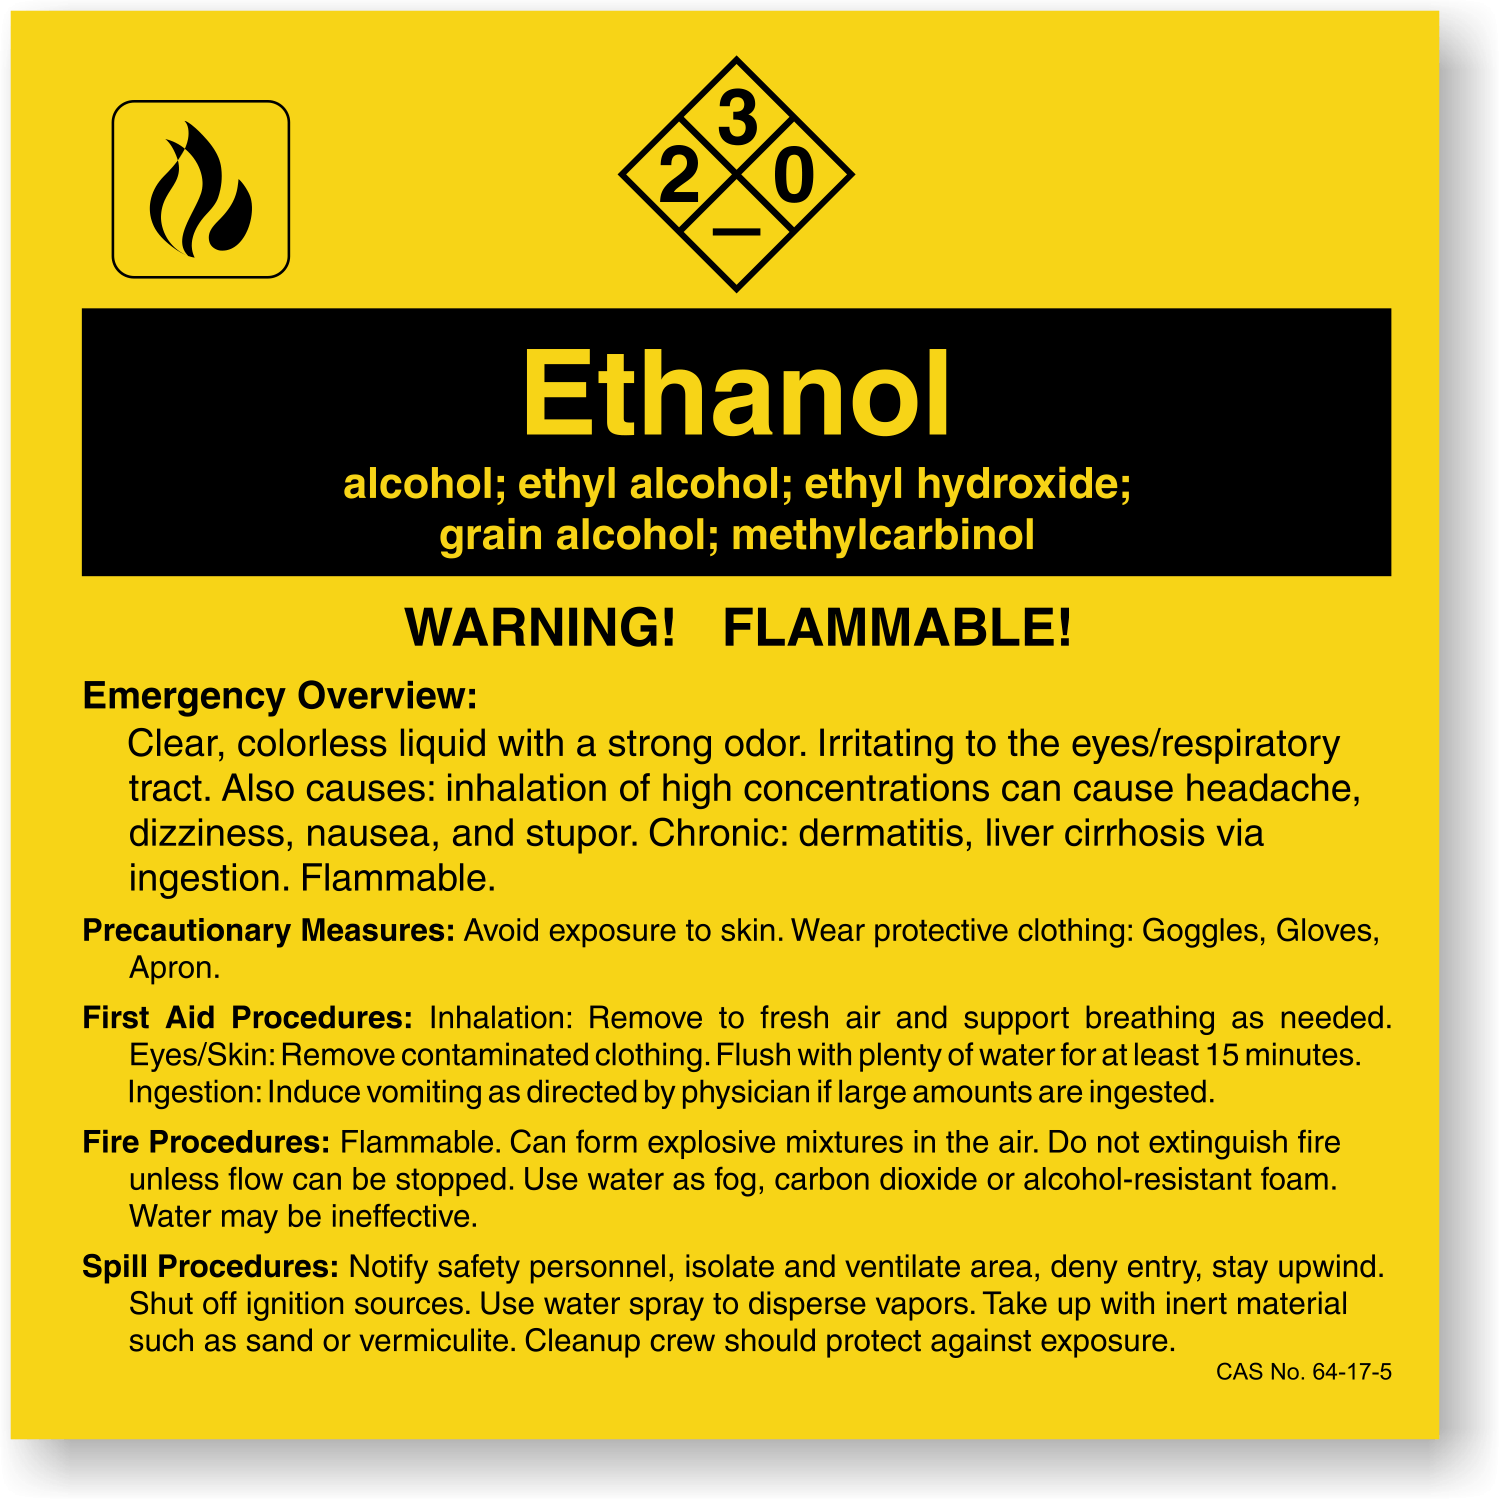 3
2 0
—
Ethanol
alcohol; ethyl alcohol; ethyl hydroxide;
grain alcohol; methylcarbinol
WARNING! FLAMMABLE!
Emergency Overview:
Clear, colorless liquid with a strong odor. Irritating to the eyes/respiratory
tract. Also causes: inhalation of high concentrations can cause headache,
dizziness, nausea, and stupor. Chronic: dermatitis, liver cirrhosis via
ingestion. Flammable.
Precautionary Measures: Avoid exposure to skin. Wear protective clothing: Goggles, Gloves,
Apron.
First Aid Procedures: Inhalation: Remove to fresh air and support breathing as needed.
Eyes/Skin: Remove contaminated clothing. Flush with plenty of water for at least 15 minutes.
Ingestion: Induce vomiting as directed by physician if large amounts are ingested.
Fire Procedures: Flammable. Can form explosive mixtures in the air. Do not extinguish fire
unless flow can be stopped. Use water as fog, carbon dioxide or alcohol-resistant foam.
Water may be ineffective.
Spill Procedures: Notify safety personnel, isolate and ventilate area, deny entry, stay upwind.
Shut off ignition sources. Use water spray to disperse vapors. Take up with inert material
such as sand or vermiculite. Cleanup crew should protect against exposure.
CAS No. 64-17-5